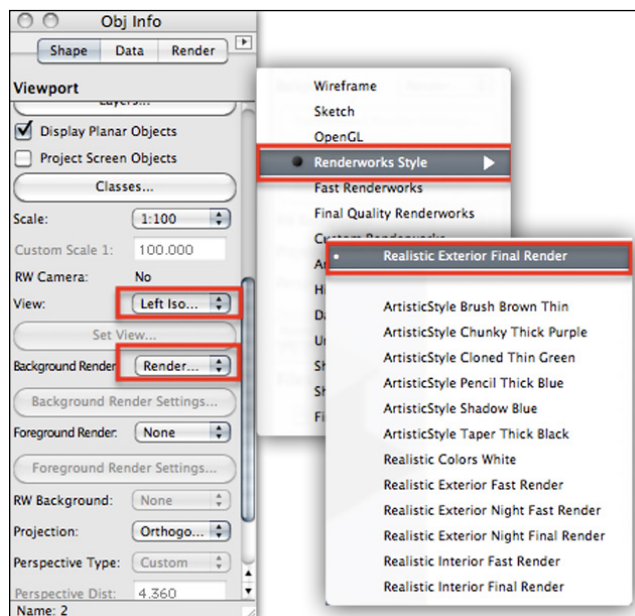 Obj Info
Shape Data Render
Viewport
Layers...
Display Planar Objects
Project Screen Objects
Classes...
Scale: 1:100
Custom Scale 1: 100.000
RW Camera: No
View: Left Iso...
Set View...
Background Render Render...
Background Render Settings...
Foreground Render: None
Foreground Render Settings...
RW Background: None
Projection: Orthogo...
Perspective Type: Custom
Perspective Dist: 4.360
Name: 2
Wireframe
Sketch
OpenGL
Renderworks Style
Fast Renderworks
Final Quality Renderworks
Custom Renderworks
Realistic Exterior Final Render
ArtisticStyle Brush Brown Thin
ArtisticStyle Chunky Thick Purple
ArtisticStyle Cloned Thin Green
ArtisticStyle Pencil Thick Blue
ArtisticStyle Shadow Blue
ArtisticStyle Taper Thick Black
Realistic Colors White
Realistic Exterior Fast Render
Realistic Exterior Night Fast Render
Realistic Exterior Night Final Render
Realistic Interior Fast Render
Realistic Interior Final Render